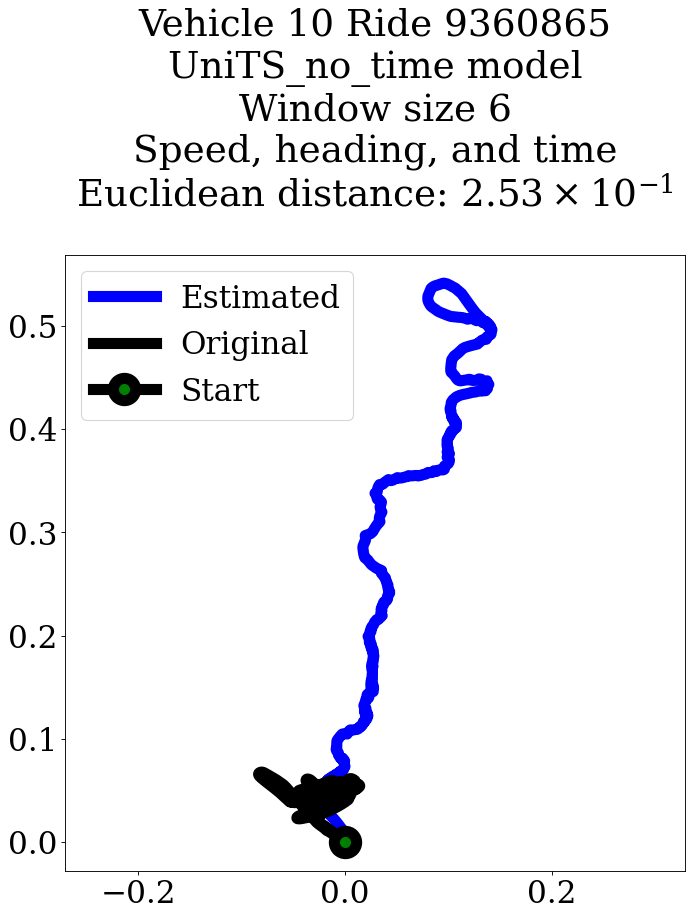 Vehicle 10 Ride 9360865
UniTS_no_time model
Window size 6
Speed, heading, and time
Euclidean distance: 2.53 × 10⁻¹
Estimated
Original
Start
0.5
0.4
0.3
0.2
0.1
0.0
−0.2 0.0 0.2